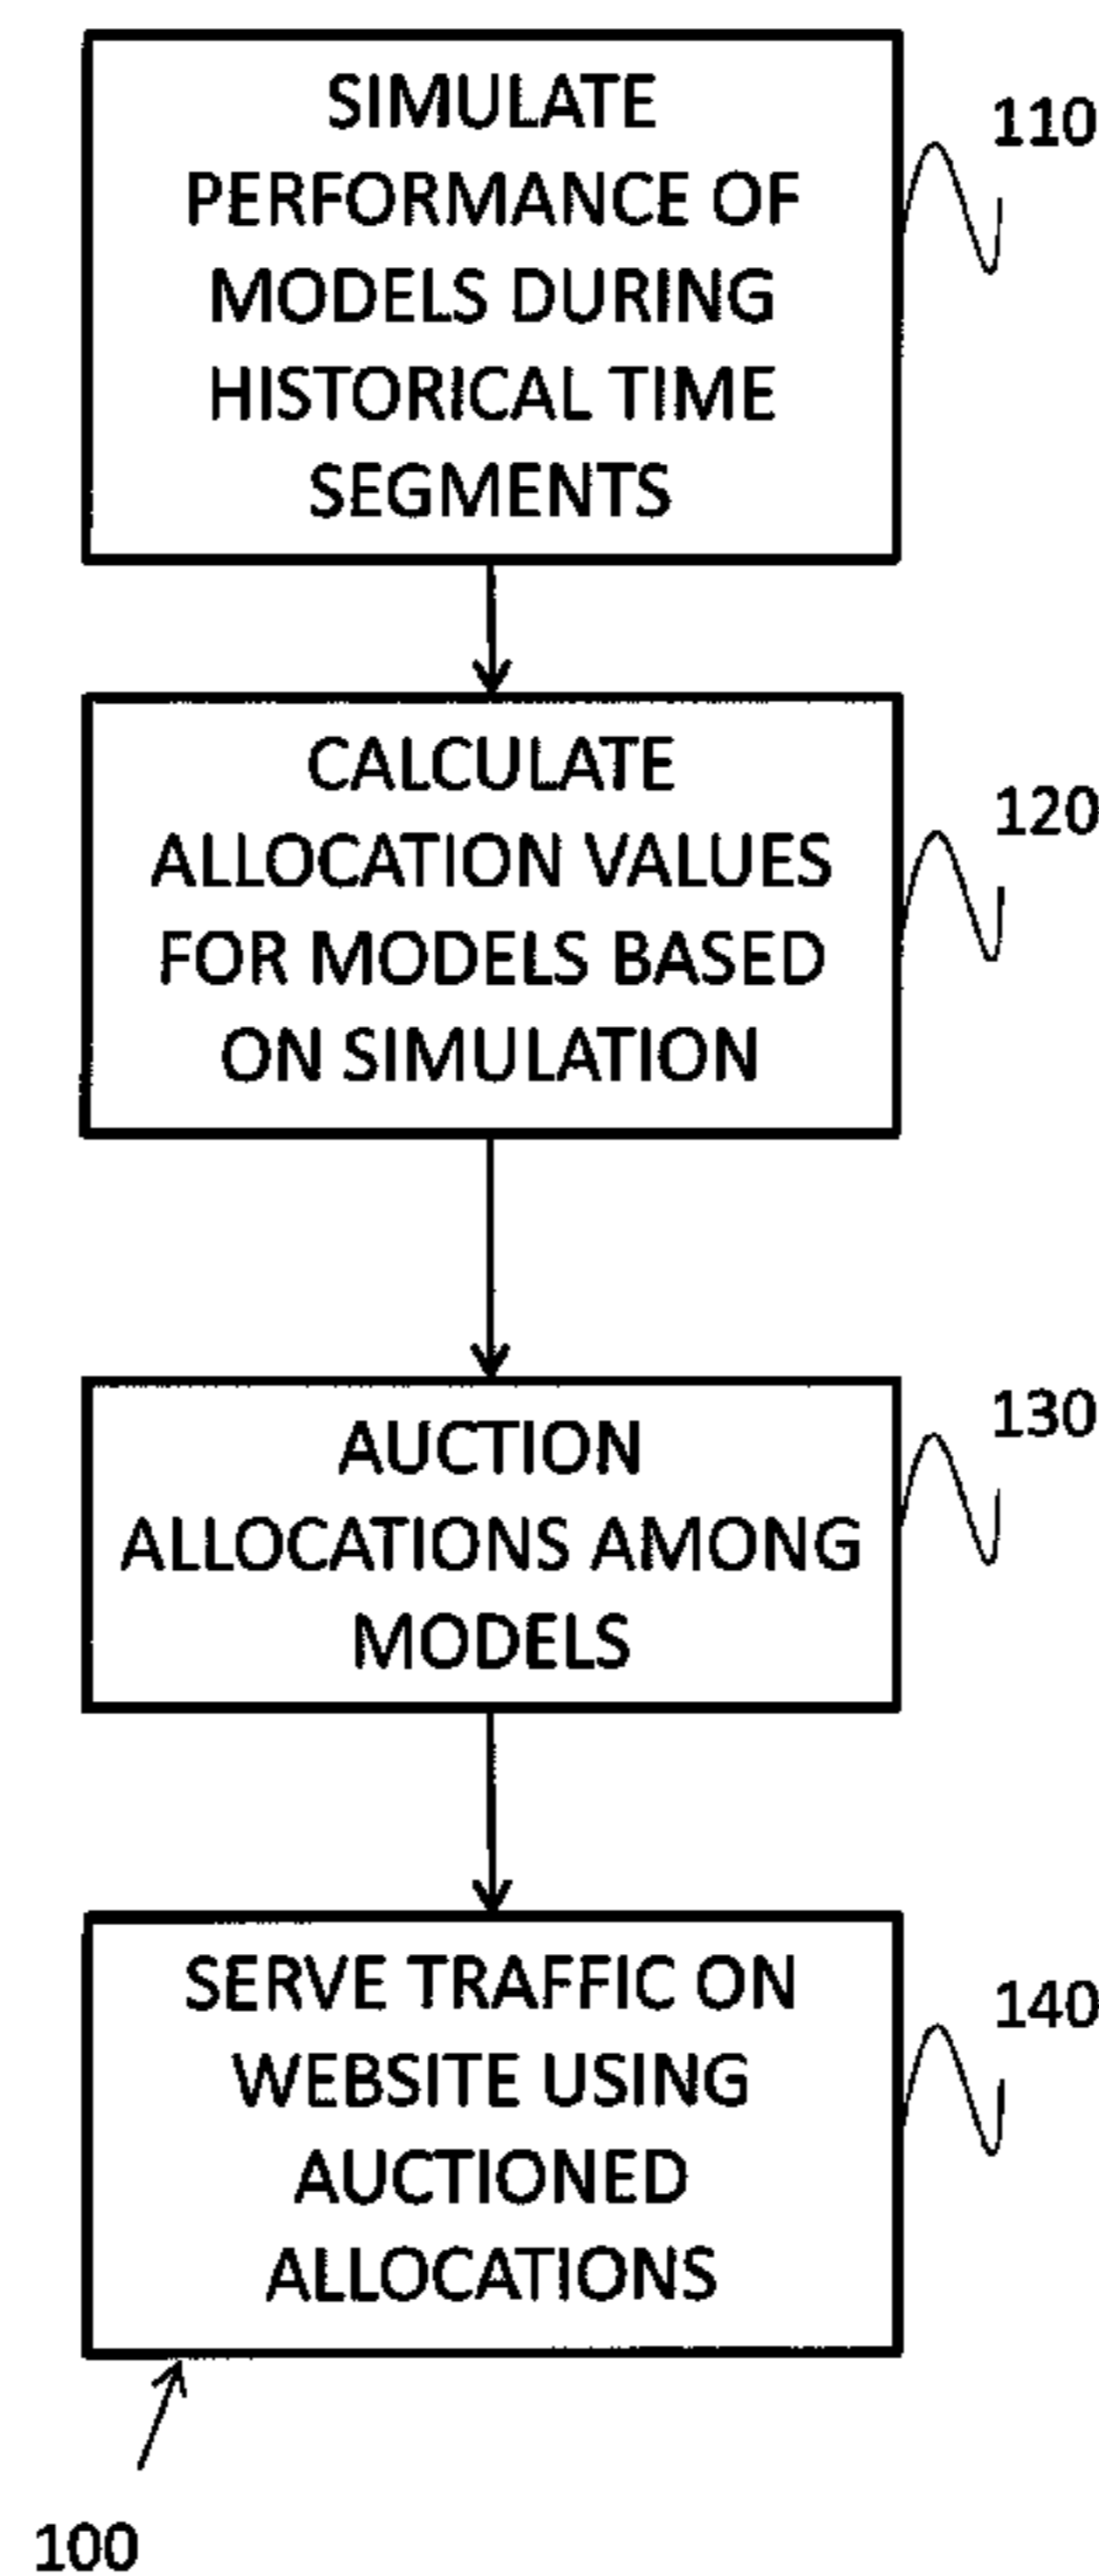 SIMULATE
PERFORMANCE OF
MODELS DURING
HISTORICAL TIME
SEGMENTS
110
CALCULATE
ALLOCATION VALUES
FOR MODELS BASED
ON SIMULATION
120
AUCTION
ALLOCATIONS AMONG
MODELS
130
SERVE TRAFFIC ON
WEBSITE USING
AUCTIONED
ALLOCATIONS
140
100